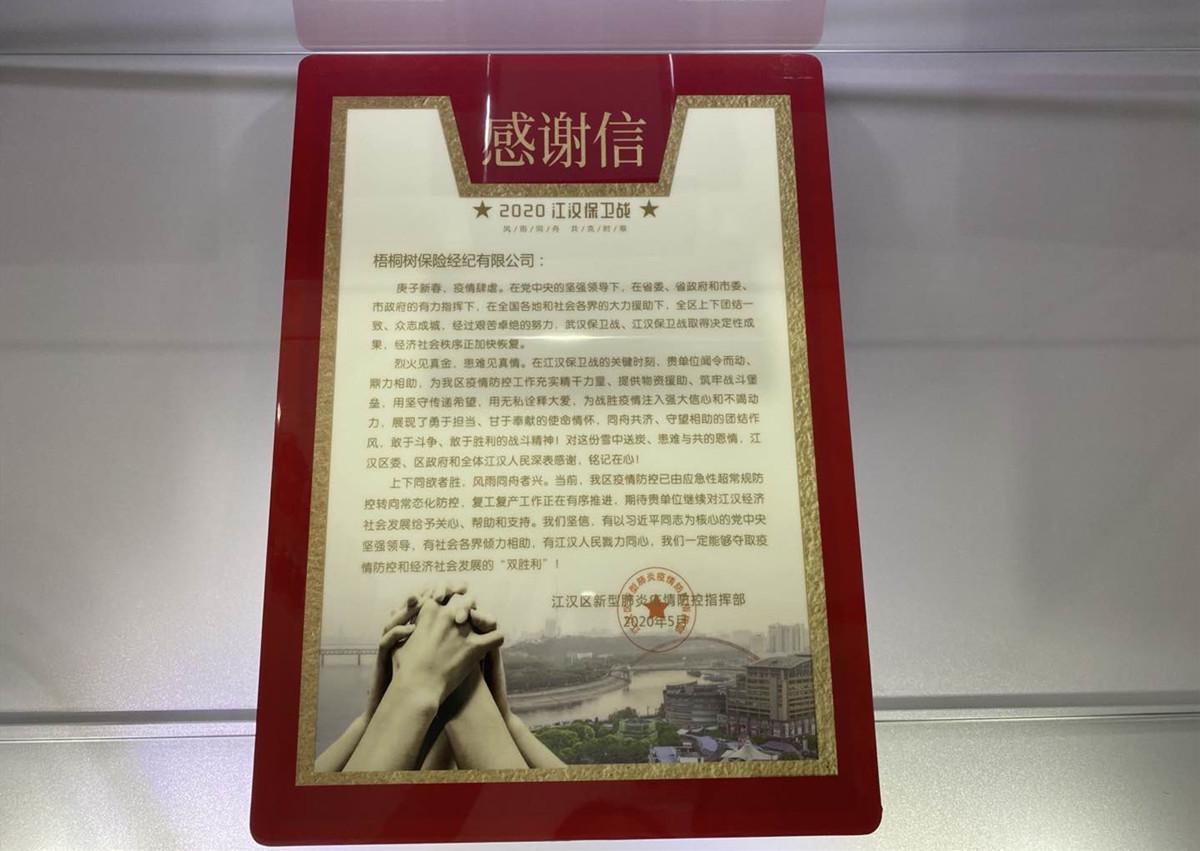 感谢信
★ 2020 江汉保卫战 ★
风/雨/同/舟 共/克/时/艰
梧桐树保险经纪有限公司：
庚子新春，疫情肆虐。在党中央的坚强领导下，在省委、省政府和市委、
市政府的有力指挥下，在全国各地和社会各界的大力援助下，全区上下团结一
致、众志成城，经过艰苦卓绝的努力，武汉保卫战、江汉保卫战取得决定性成
果，经济社会秩序正加快恢复。
烈火见真金，患难见真情。在江汉保卫战的关键时刻，贵单位闻令而动、
鼎力相助，为我区疫情防控工作充实精干力量、提供物资援助、筑牢战斗堡
垒，用坚守传递希望，用无私诠释大爱，为战胜疫情注入强大信心和不竭动
力，展现了勇于担当、甘于奉献的使命情怀，同舟共济、守望相助的团结作
风，敢于斗争、敢于胜利的战斗精神！对这份雪中送炭、患难与共的恩情，江
汉区委、区政府和全体江汉人民深表感谢，铭记在心！
上下同欲者胜，风雨同舟者兴。当前，我区疫情防控已由应急性超常规防
控转向常态化防控，复工复产工作正在有序推进，期待贵单位继续对江汉经济
社会发展给予关心、帮助和支持。我们坚信，有以习近平同志为核心的党中央
坚强领导，有社会各界倾力相助，有江汉人民戮力同心，我们一定能够夺取疫
情防控和经济社会发展的“双胜利”！
江汉区新型肺炎疫情防控指挥部
2020年5月